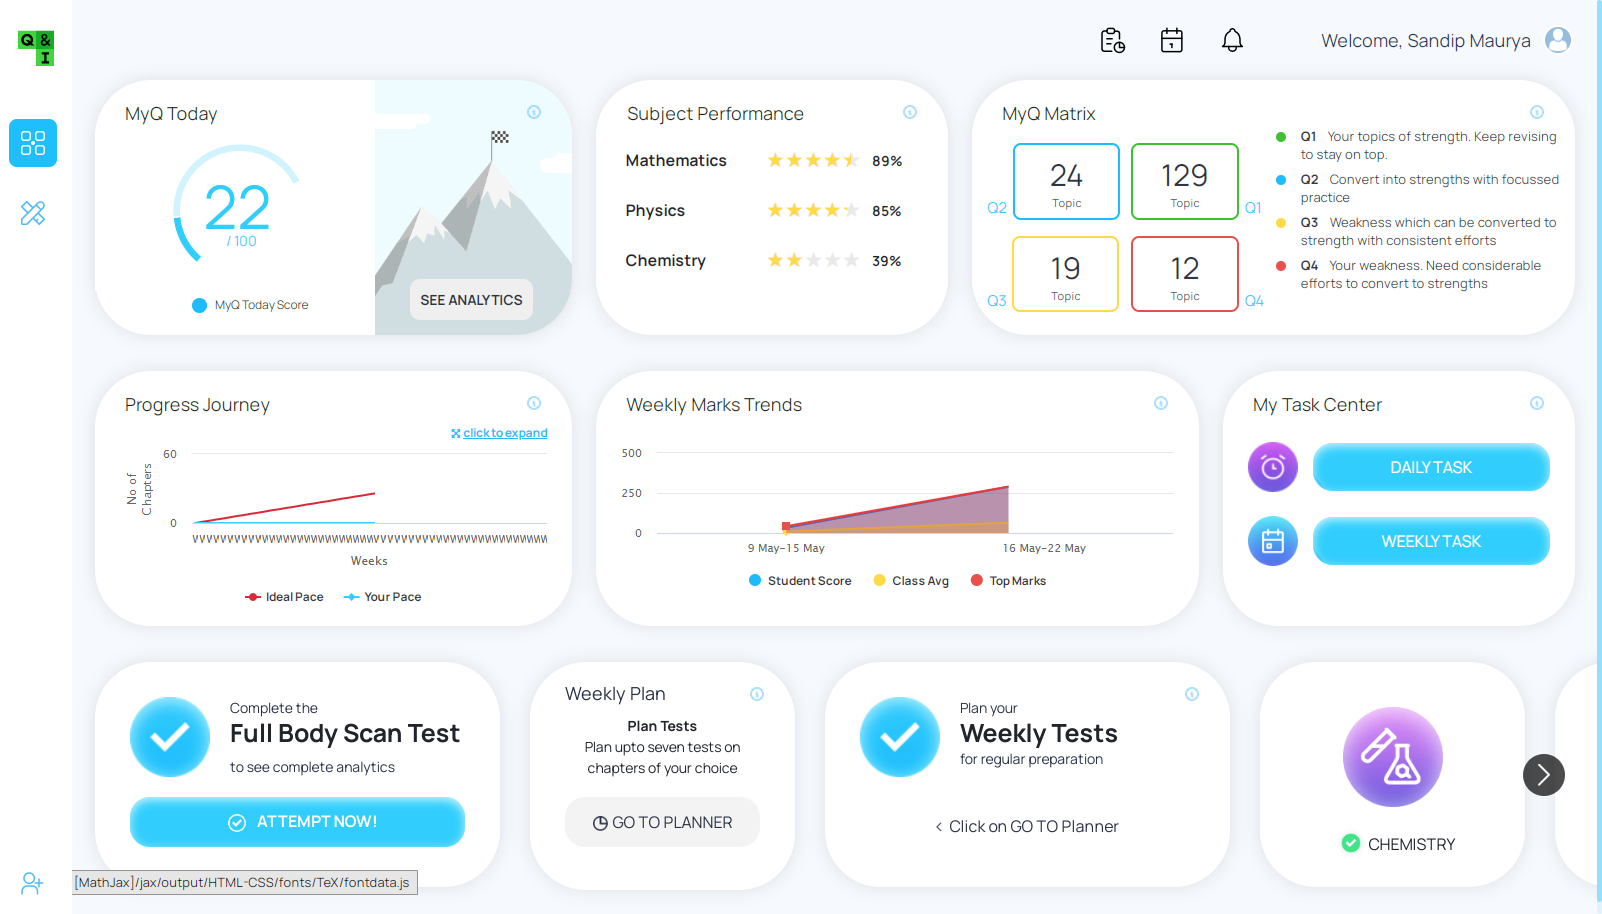 Q &
I
Welcome, Sandip Maurya
MyQ Today
22
/ 100
MyQ Today Score
SEE ANALYTICS
Subject Performance
Mathematics 89%
Physics 85%
Chemistry 39%
MyQ Matrix
24
Topic
129
Topic
Q2
Q1
19
Topic
12
Topic
Q3
Q4
Q1 Your topics of strength. Keep revising
to stay on top.
Q2 Convert into strengths with focussed
practice
Q3 Weakness which can be converted to
strength with consistent efforts
Q4 Your weakness. Need considerable
efforts to convert to strengths
Progress Journey
click to expand
No of
Chapters
60
0
Weeks
Ideal Pace Your Pace
Weekly Marks Trends
500
250
0
9 May-15 May 16 May-22 May
Student Score Class Avg Top Marks
My Task Center
DAILY TASK
WEEKLY TASK
Complete the
Full Body Scan Test
to see complete analytics
ATTEMPT NOW!
Weekly Plan
Plan Tests
Plan upto seven tests on
chapters of your choice
GO TO PLANNER
Plan your
Weekly Tests
for regular preparation
< Click on GO TO Planner
CHEMISTRY
[MathJax]/jax/output/HTML-CSS/fonts/TeX/fontdata.js